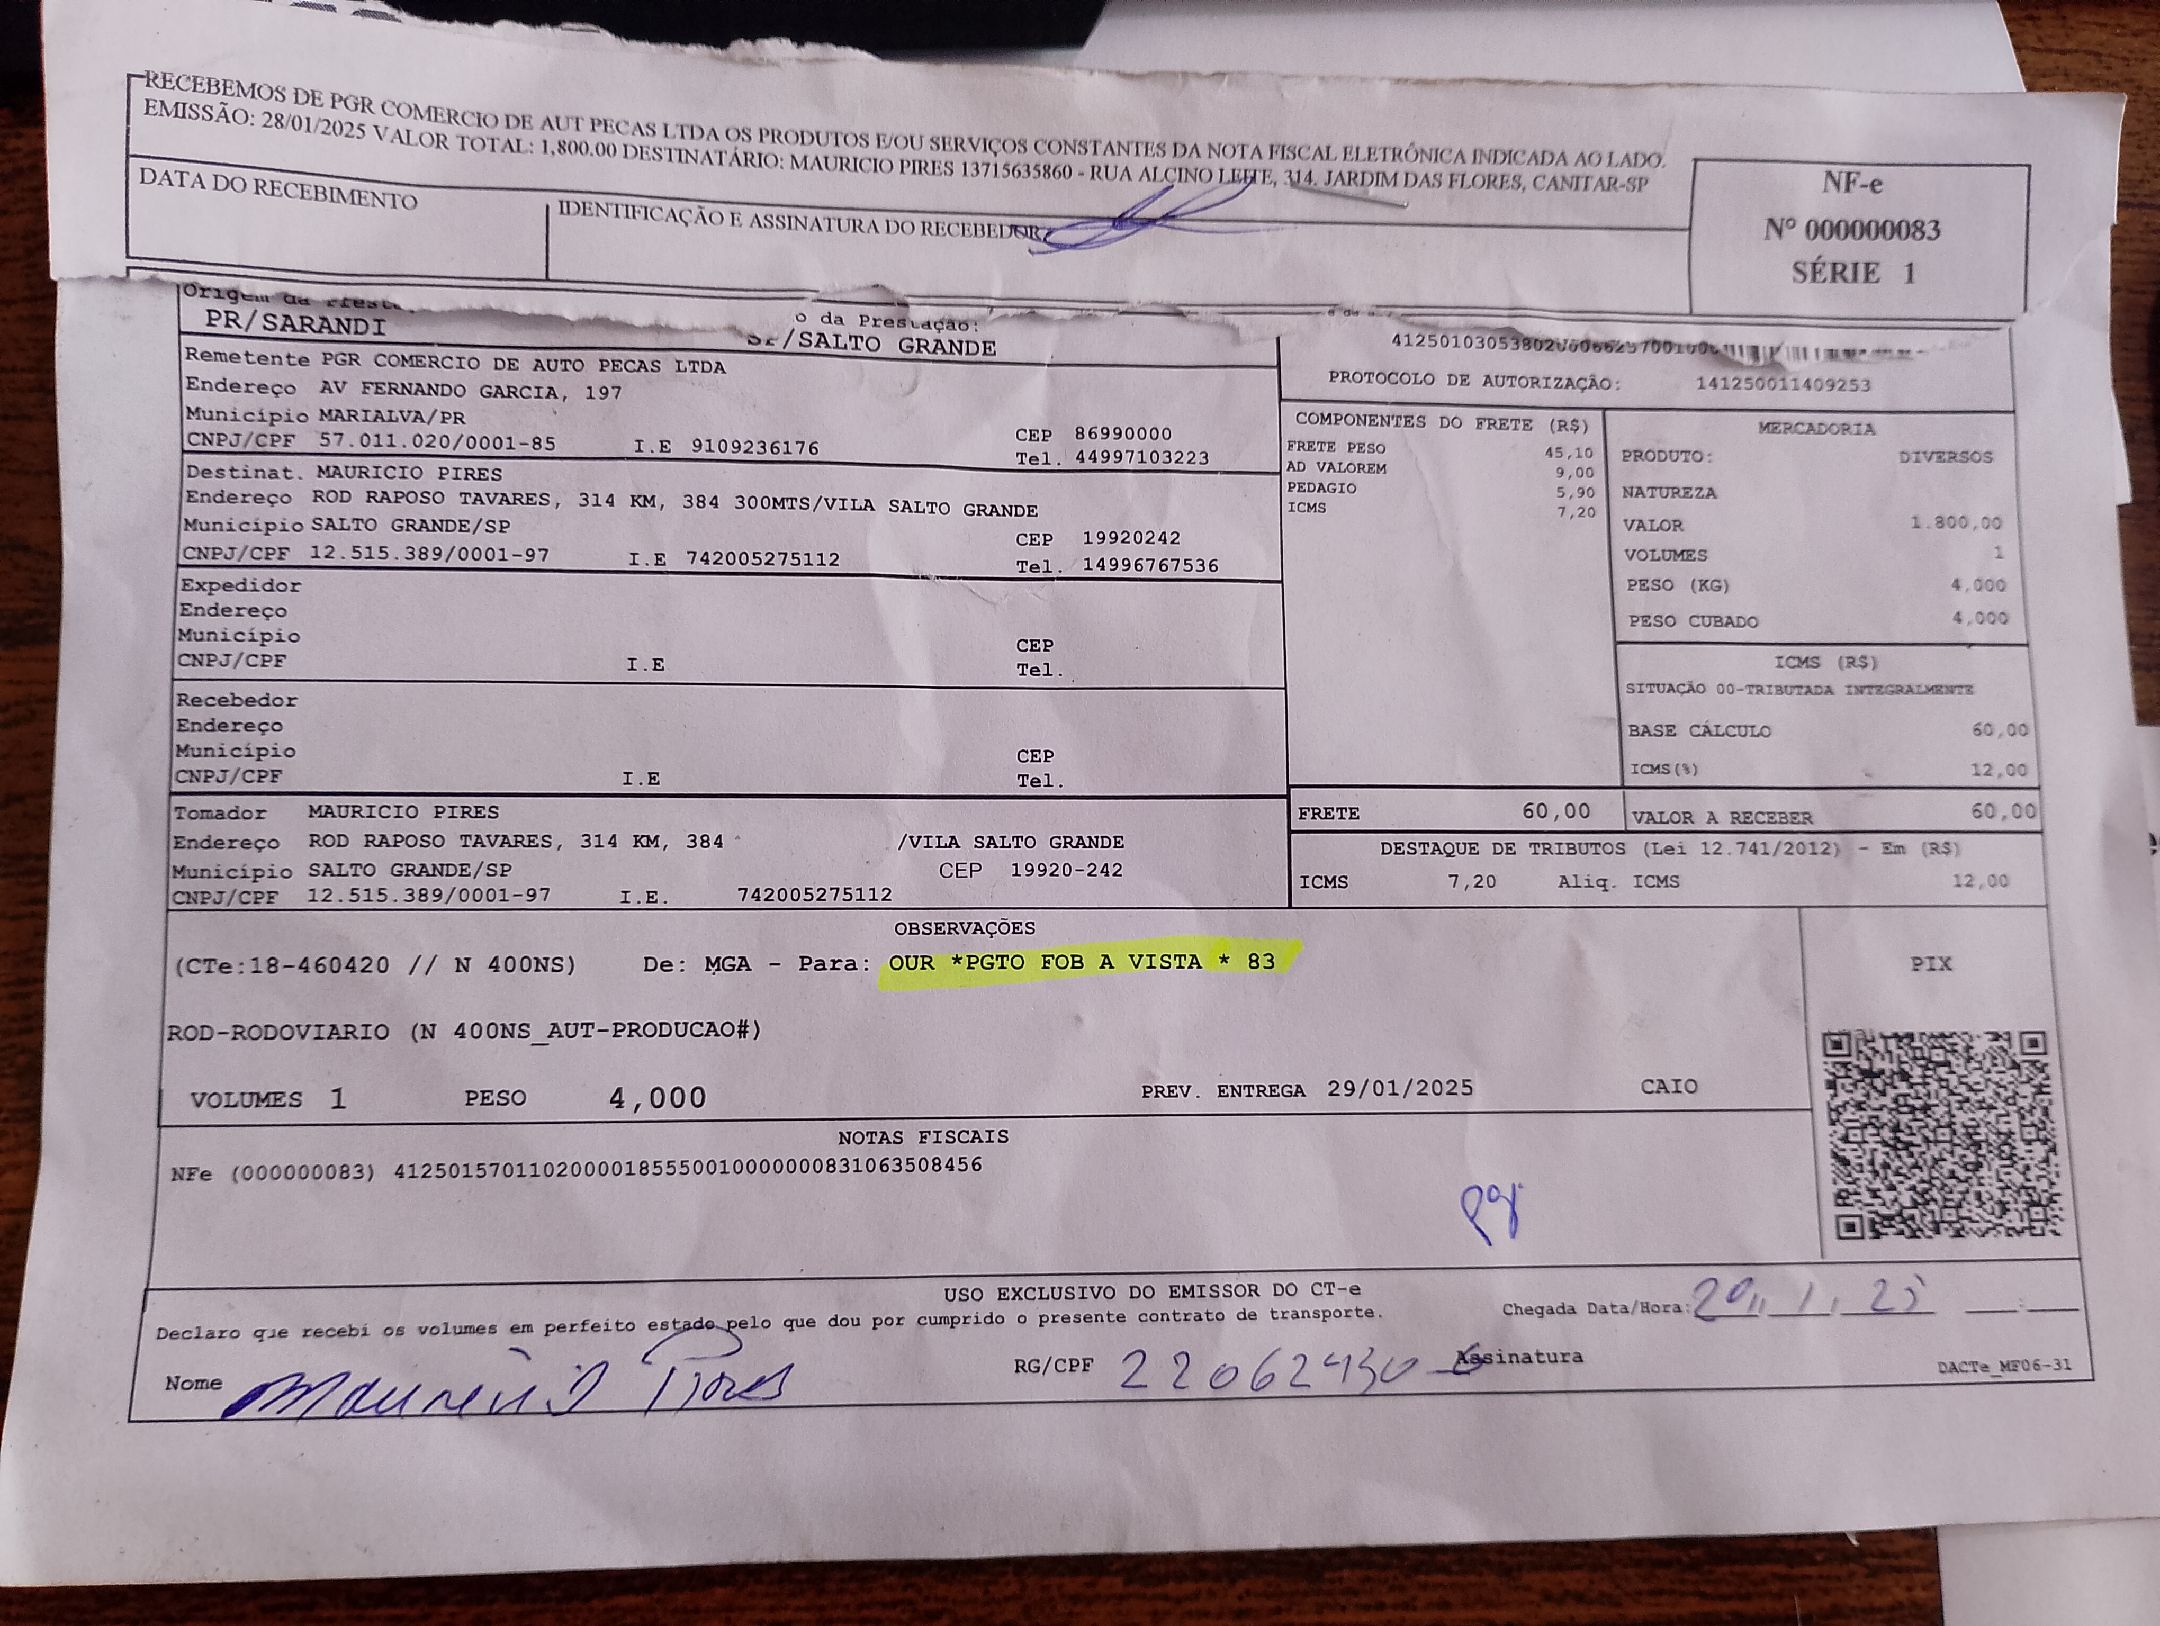 RECEBEMOS DE PGR COMERCIO DE AUT PECAS LTDA OS PRODUTOS E/OU SERVIÇOS CONSTANTES DA NOTA FISCAL ELETRÔNICA INDICADA AO LADO.
EMISSÃO: 28/01/2025 VALOR TOTAL: 1,800.00 DESTINATÁRIO: MAURICIO PIRES 13715635860 - RUA ALCINO LEITE, 314. JARDIM DAS FLORES, CANITAR-SP
DATA DO RECEBIMENTO
IDENTIFICAÇÃO E ASSINATURA DO RECEBEDOR
NF-e
Nº 000000083
SÉRIE 1
Origem da
PR/SARANDI
o da Prestação:
SP/SALTO GRANDE
PROTOCOLO DE AUTORIZAÇÃO: 141250011409253
Remetente PGR COMERCIO DE AUTO PECAS LTDA
Endereço AV FERNANDO GARCIA, 197
Município MARIALVA/PR CEP 86990000
CNPJ/CPF 57.011.020/0001-85 I.E 9109236176 Tel. 44997103223
Destinat. MAURICIO PIRES
Endereço ROD RAPOSO TAVARES, 314 KM, 384 300MTS/VILA SALTO GRANDE
Município SALTO GRANDE/SP CEP 19920242
CNPJ/CPF 12.515.389/0001-97 I.E 742005275112 Tel. 14996767536
Expedidor
Endereço
Município CEP
CNPJ/CPF I.E Tel.
Recebedor
Endereço
Município CEP
CNPJ/CPF I.E Tel.
Tomador MAURICIO PIRES
Endereço ROD RAPOSO TAVARES, 314 KM, 384 /VILA SALTO GRANDE
Município SALTO GRANDE/SP CEP 19920-242
CNPJ/CPF 12.515.389/0001-97 I.E. 742005275112
COMPONENTES DO FRETE (R$)
FRETE PESO 45,10
AD VALOREM 9,00
PEDAGIO 5,90
ICMS 7,20
MERCADORIA
PRODUTO: DIVERSOS
NATUREZA
VALOR 1.800,00
VOLUMES 1
PESO (KG) 4,000
PESO CUBADO 4,000
ICMS (R$)
SITUAÇÃO 00-TRIBUTADA INTEGRALMENTE
BASE CÁLCULO 60,00
ICMS(%) 12,00
FRETE 60,00 VALOR A RECEBER 60,00
DESTAQUE DE TRIBUTOS (Lei 12.741/2012) - Em (R$)
ICMS 7,20 Aliq. ICMS 12,00
OBSERVAÇÕES
(CTe:18-460420 // N 400NS) De: MGA - Para: OUR *PGTO FOB A VISTA * 83
PIX
ROD-RODOVIARIO (N 400NS_AUT-PRODUCAO#)
VOLUMES 1 PESO 4,000 PREV. ENTREGA 29/01/2025 CAIO
NOTAS FISCAIS
NFe (000000083) 41250157011020000185550010000000831063508456
pg
USO EXCLUSIVO DO EMISSOR DO CT-e
Declaro que recebi os volumes em perfeito estado pelo que dou por cumprido o presente contrato de transporte.
Chegada Data/Hora:
Nome Mauricio Pires RG/CPF 22062430-6 Assinatura
DACTe_MF06-31